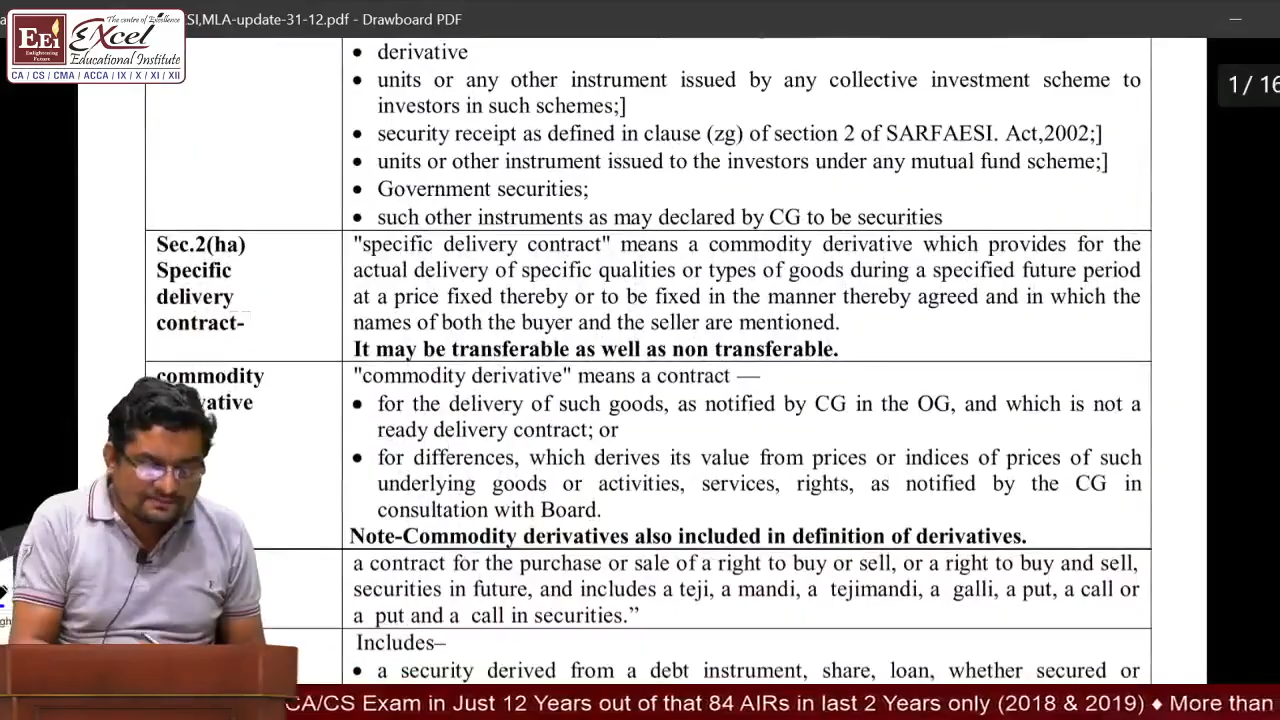 SI,MLA-update-31-12.pdf - Drawboard PDF
The centre of Excellence
EEi
Enlightening Future
EXcel
Educational Institute
CA / CS / CMA / ACCA / IX / X / XI / XII
1 / 16
• derivative
• units or any other instrument issued by any collective investment scheme to
investors in such schemes;]
• security receipt as defined in clause (zg) of section 2 of SARFAESI. Act,2002;]
• units or other instrument issued to the investors under any mutual fund scheme;]
• Government securities;
• such other instruments as may declared by CG to be securities
Sec.2(ha)
Specific
delivery
contract-
"specific delivery contract" means a commodity derivative which provides for the
actual delivery of specific qualities or types of goods during a specified future period
at a price fixed thereby or to be fixed in the manner thereby agreed and in which the
names of both the buyer and the seller are mentioned.
It may be transferable as well as non transferable.
commodity
vative
"commodity derivative" means a contract —
• for the delivery of such goods, as notified by CG in the OG, and which is not a
ready delivery contract; or
• for differences, which derives its value from prices or indices of prices of such
underlying goods or activities, services, rights, as notified by the CG in
consultation with Board.
Note-Commodity derivatives also included in definition of derivatives.
a contract for the purchase or sale of a right to buy or sell, or a right to buy and sell,
securities in future, and includes a teji, a mandi, a tejimandi, a galli, a put, a call or
a put and a call in securities.”
Includes–
• a security derived from a debt instrument, share, loan, whether secured or
CA/CS Exam in Just 12 Years out of that 84 AIRs in last 2 Years only (2018 & 2019) ♦ More than